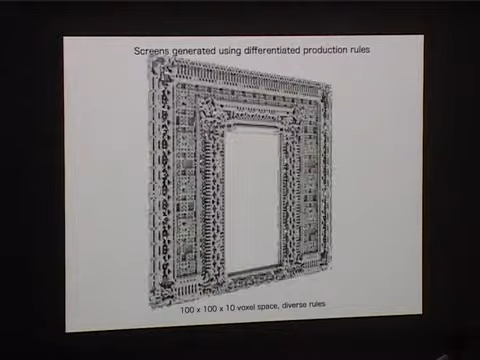 Screens generated using differentiated production rules
100 x 100 x 10 voxel space, diverse rules